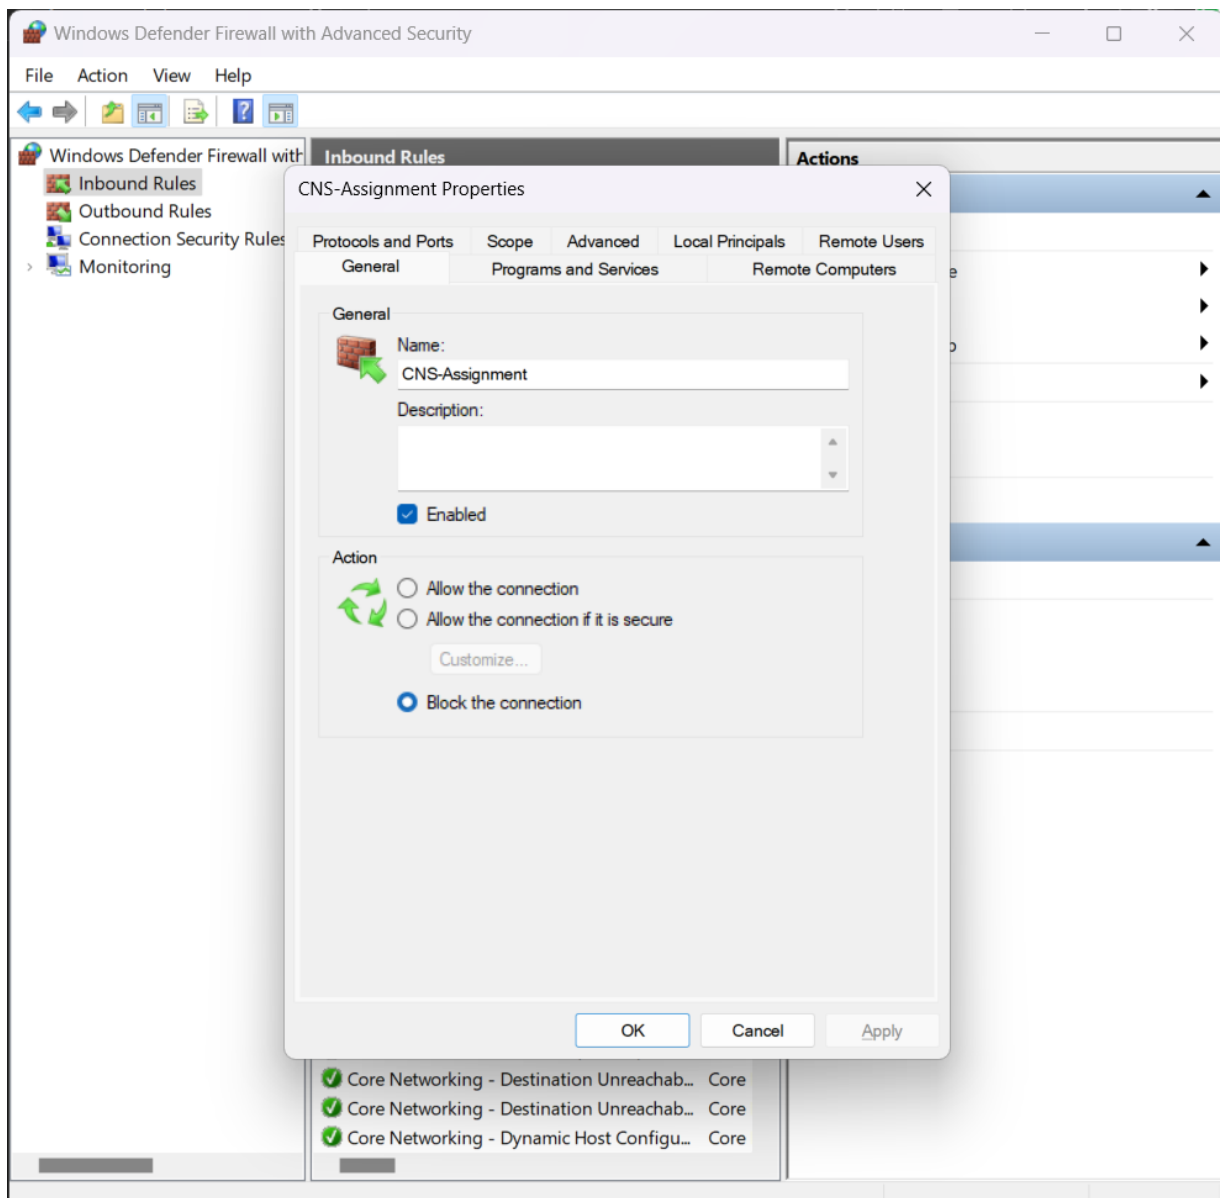 Windows Defender Firewall with Advanced Security
File Action View Help
Windows Defender Firewall with
Inbound Rules
Outbound Rules
Connection Security Rules
Monitoring
Inbound Rules
Actions
CNS-Assignment Properties
Protocols and Ports Scope Advanced Local Principals Remote Users
General Programs and Services Remote Computers
General
Name:
CNS-Assignment
Description:
Enabled
Action
Allow the connection
Allow the connection if it is secure
Customize...
Block the connection
OK Cancel Apply
Core Networking - Destination Unreachab... Core
Core Networking - Destination Unreachab... Core
Core Networking - Dynamic Host Configu... Core